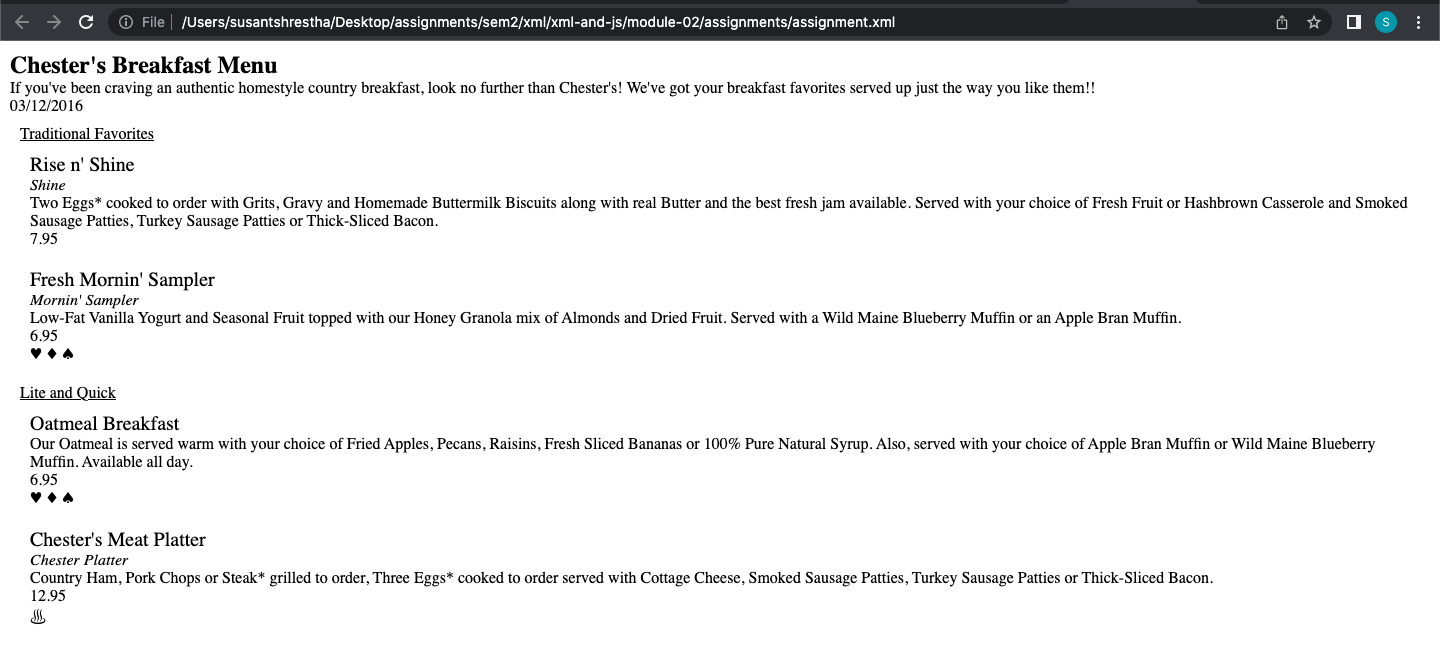 File
/Users/susantshrestha/Desktop/assignments/sem2/xml/xml-and-js/module-02/assignments/assignment.xml
S
Chester's Breakfast Menu
If you've been craving an authentic homestyle country breakfast, look no further than Chester's! We've got your breakfast favorites served up just the way you like them!!
03/12/2016
Traditional Favorites
Rise n' Shine
Shine
Two Eggs* cooked to order with Grits, Gravy and Homemade Buttermilk Biscuits along with real Butter and the best fresh jam available. Served with your choice of Fresh Fruit or Hashbrown Casserole and Smoked
Sausage Patties, Turkey Sausage Patties or Thick-Sliced Bacon.
7.95
Fresh Mornin' Sampler
Mornin' Sampler
Low-Fat Vanilla Yogurt and Seasonal Fruit topped with our Honey Granola mix of Almonds and Dried Fruit. Served with a Wild Maine Blueberry Muffin or an Apple Bran Muffin.
6.95
♥ ♦ ♠
Lite and Quick
Oatmeal Breakfast
Our Oatmeal is served warm with your choice of Fried Apples, Pecans, Raisins, Fresh Sliced Bananas or 100% Pure Natural Syrup. Also, served with your choice of Apple Bran Muffin or Wild Maine Blueberry
Muffin. Available all day.
6.95
♥ ♦ ♠
Chester's Meat Platter
Chester Platter
Country Ham, Pork Chops or Steak* grilled to order, Three Eggs* cooked to order served with Cottage Cheese, Smoked Sausage Patties, Turkey Sausage Patties or Thick-Sliced Bacon.
12.95
♨